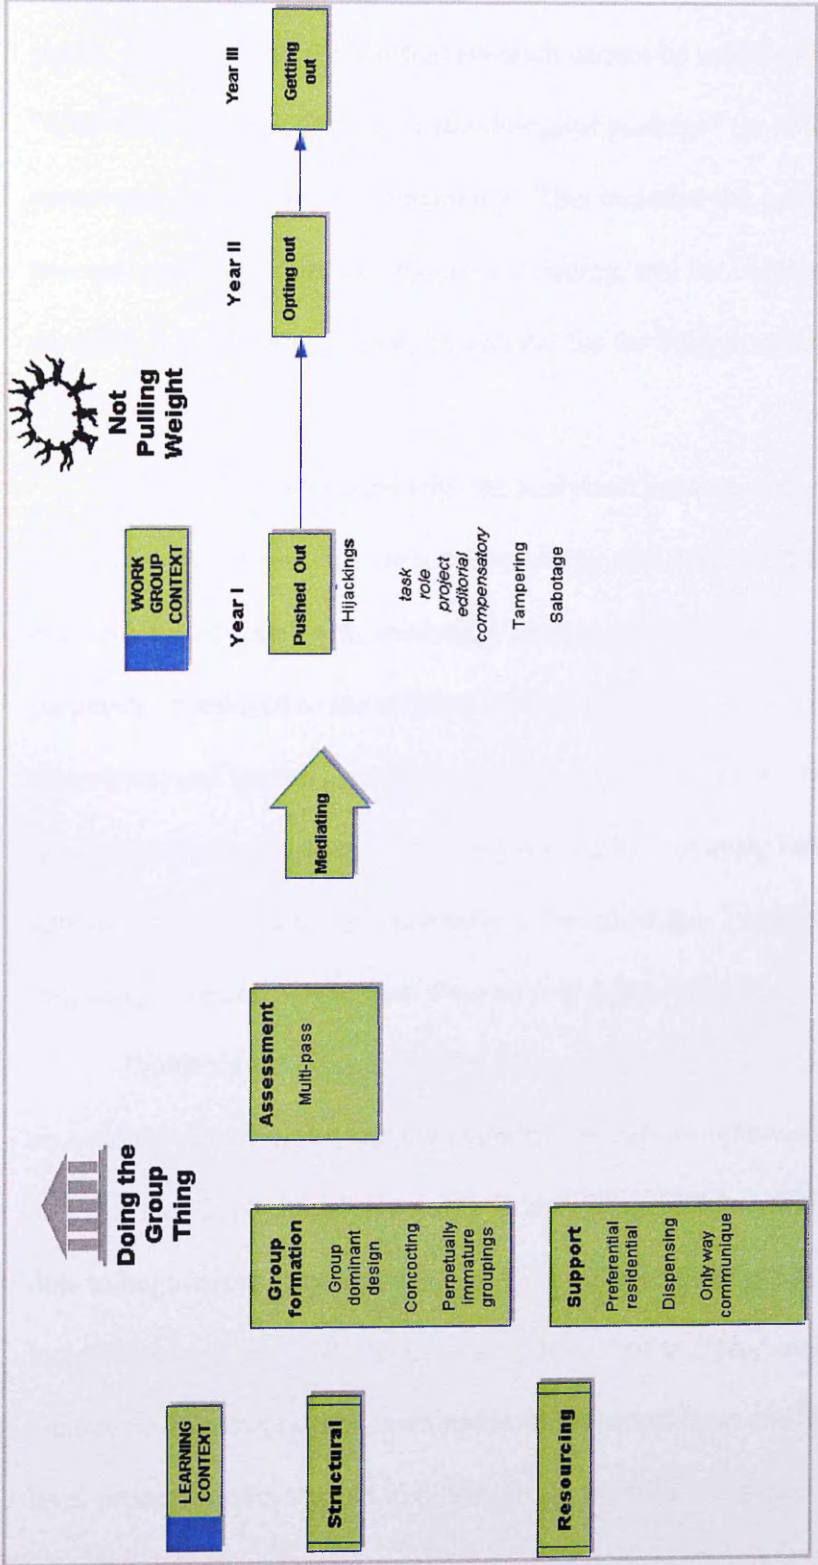 Doing the
Group
Thing
LEARNING
CONTEXT
Structural
Group
formation
Group
dominant
design
Concocting
Perpetually
immature
groupings
Assessment
Multi-pass
Resourcing
Support
Preferential
residential
Dispensing
Only way
communique
Mediating
Not
Pulling
Weight
WORK
GROUP
CONTEXT
Year I
Pushed Out
Hijackings
task
role
project
editorial
compensatory
Tampering
Sabotage
Year II
Opting out
Year III
Getting
out